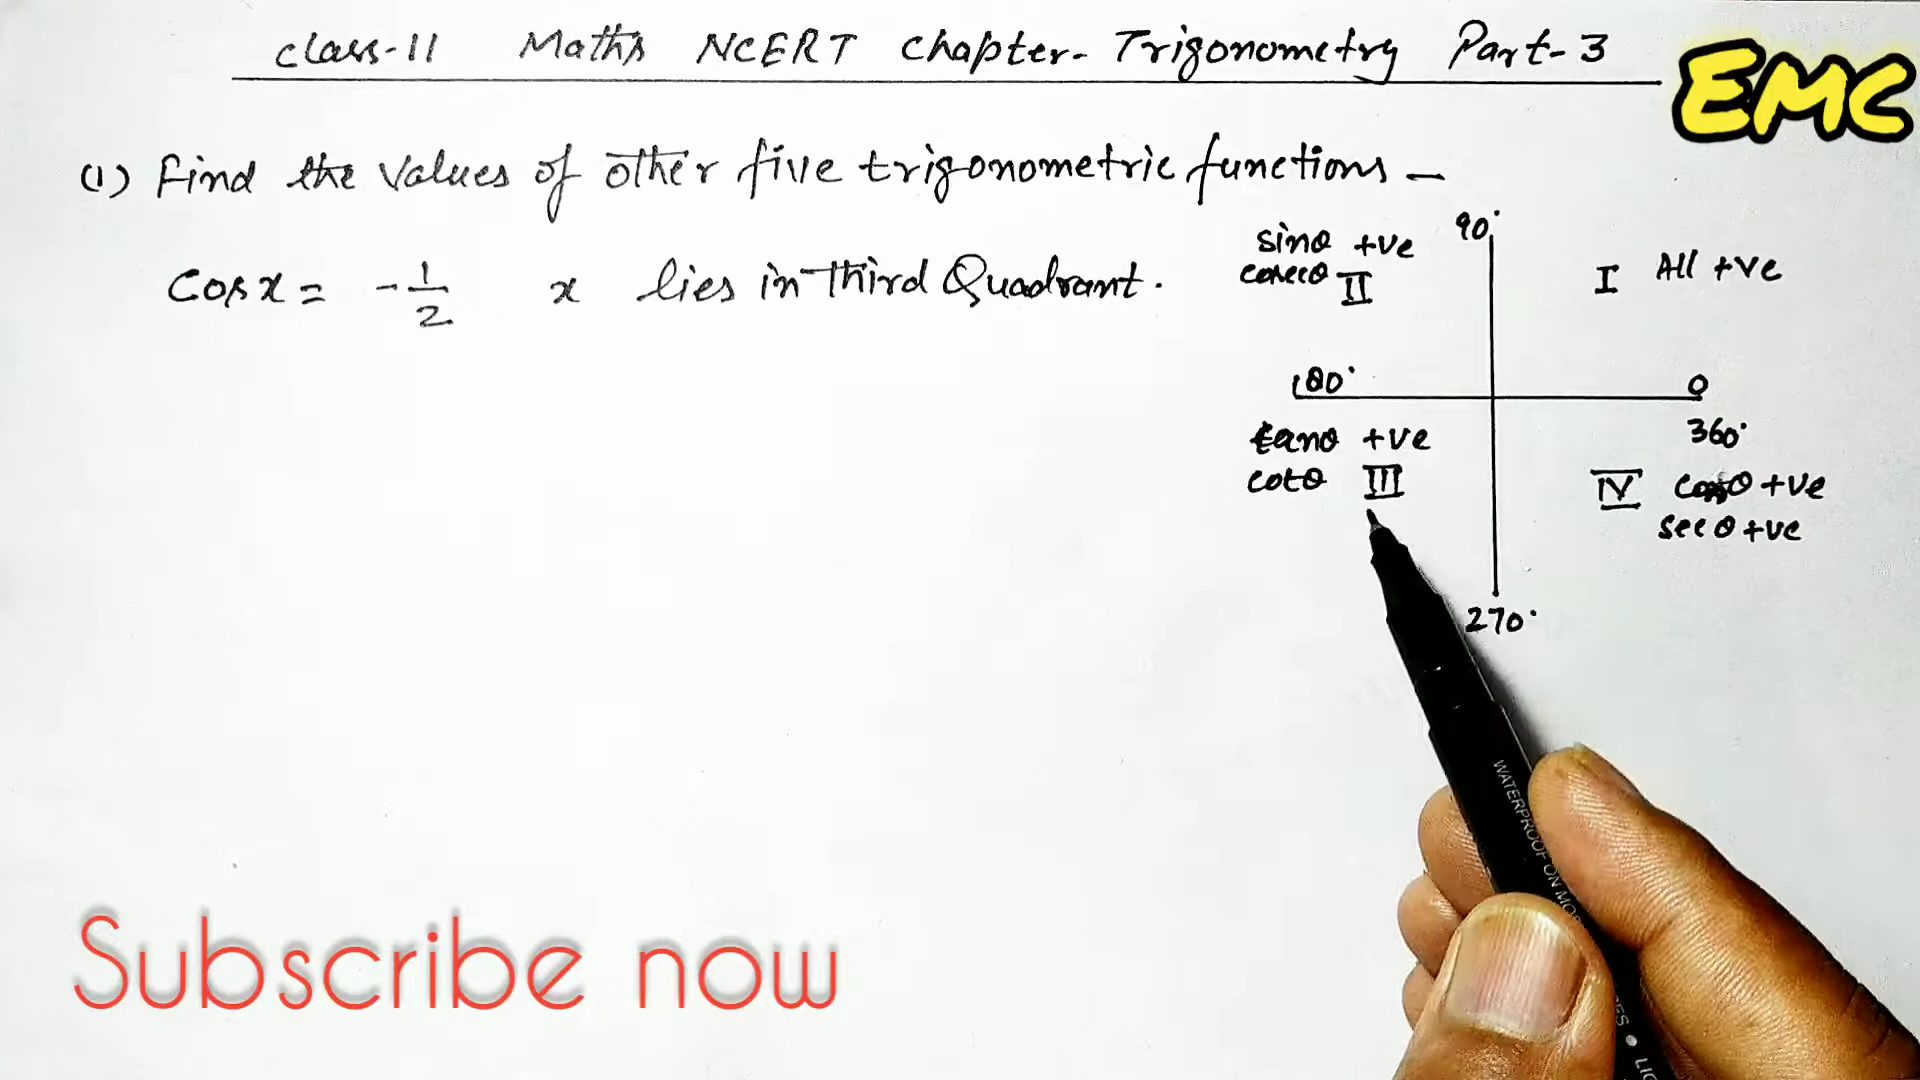 class-11 Maths NCERT Chapter- Trigonometry Part-3
EMC
(1) Find the values of other five trigonometric functions -
Cos x = - 1/2 x lies in Third Quadrant.
90°
sinθ +ve
cosecθ II
I All +ve
180°
0
360°
tanθ +ve
cotθ III
IV cosθ +ve
secθ +ve
270°
WATERPROOF ON MO
Subscribe now